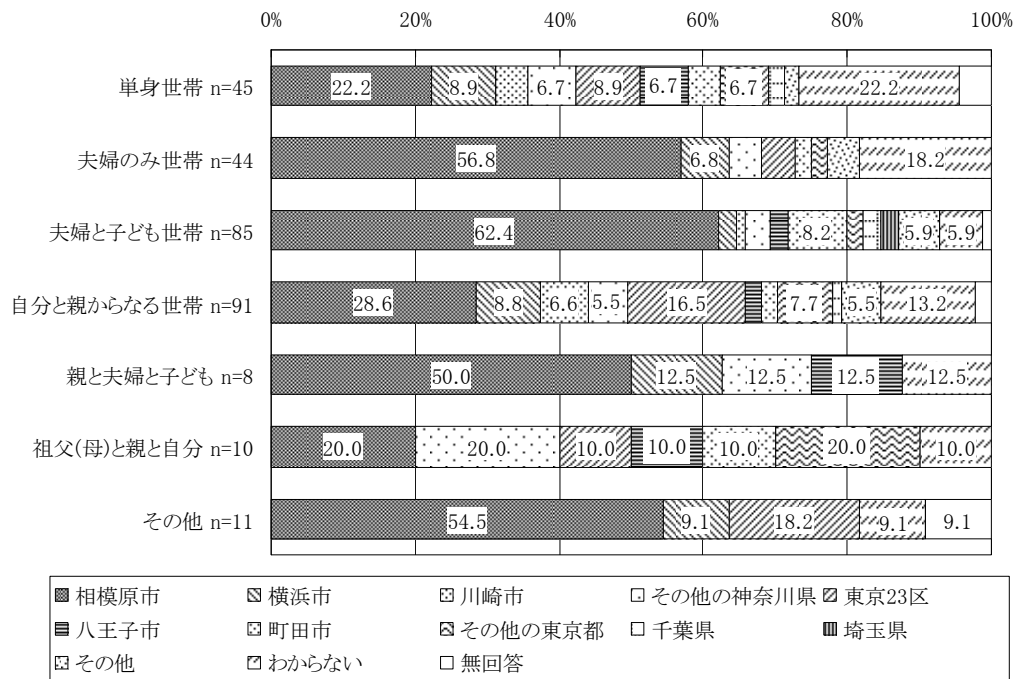 0% 20% 40% 60% 80% 100%
単身世帯 n=45 22.2 8.9 6.7 8.9 6.7 6.7 22.2
夫婦のみ世帯 n=44 56.8 6.8 18.2
夫婦と子ども世帯 n=85 62.4 8.2 5.9 5.9
自分と親からなる世帯 n=91 28.6 8.8 6.6 5.5 16.5 7.7 5.5 13.2
親と夫婦と子ども n=8 50.0 12.5 12.5 12.5 12.5
祖父(母)と親と自分 n=10 20.0 20.0 10.0 10.0 10.0 20.0 10.0
その他 n=11 54.5 9.1 18.2 9.1 9.1
相模原市 横浜市 川崎市 その他の神奈川県 東京23区
八王子市 町田市 その他の東京都 千葉県 埼玉県
その他 わからない 無回答